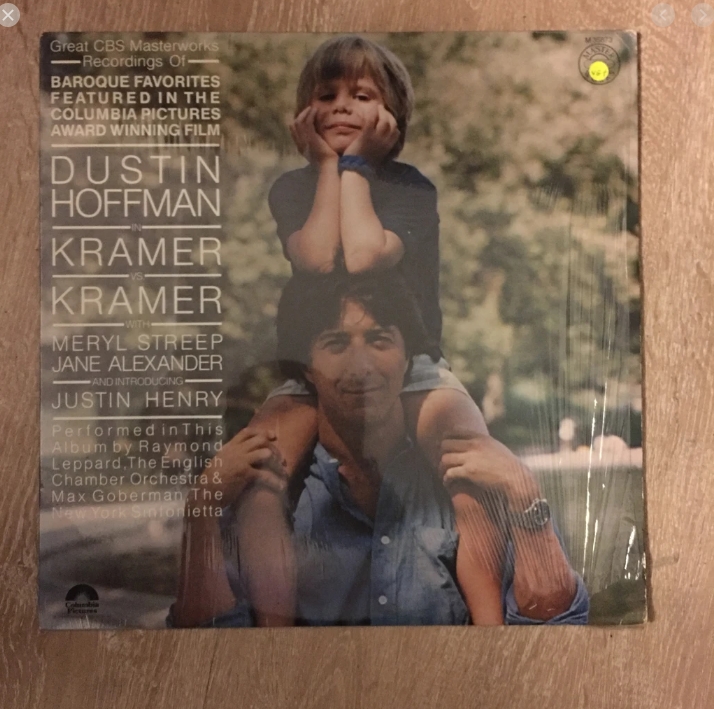 Great CBS Masterworks
Recordings Of
BAROQUE FAVORITES
FEATURED IN THE
COLUMBIA PICTURES
AWARD WINNING FILM
DUSTIN
HOFFMAN
IN
KRAMER
VS.
KRAMER
WITH
MERYL STREEP
JANE ALEXANDER
AND INTRODUCING
JUSTIN HENRY
Performed in This
Album by Raymond
Leppard, The English
Chamber Orchestra &
Max Goberman, The
New York Sinfonietta
Columbia
Pictures